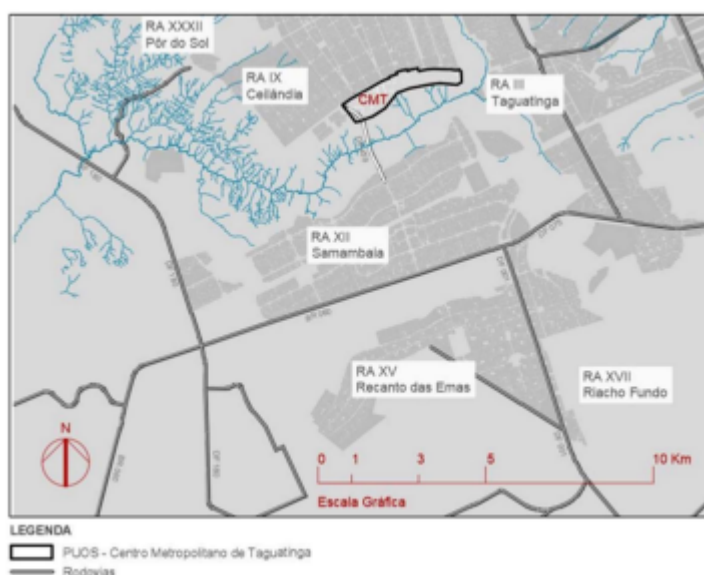 RA XXXII
Pôr do Sol
RA IX
Ceilândia
CMT
RA III
Taguatinga
RA XII
Samambaia
RA XV
Recanto das Emas
RA XVII
Riacho Fundo
N
0 1 3 5 10 Km
Escala Gráfica
LEGENDA
PUOS - Centro Metropolitano de Taguatinga
Rodovias